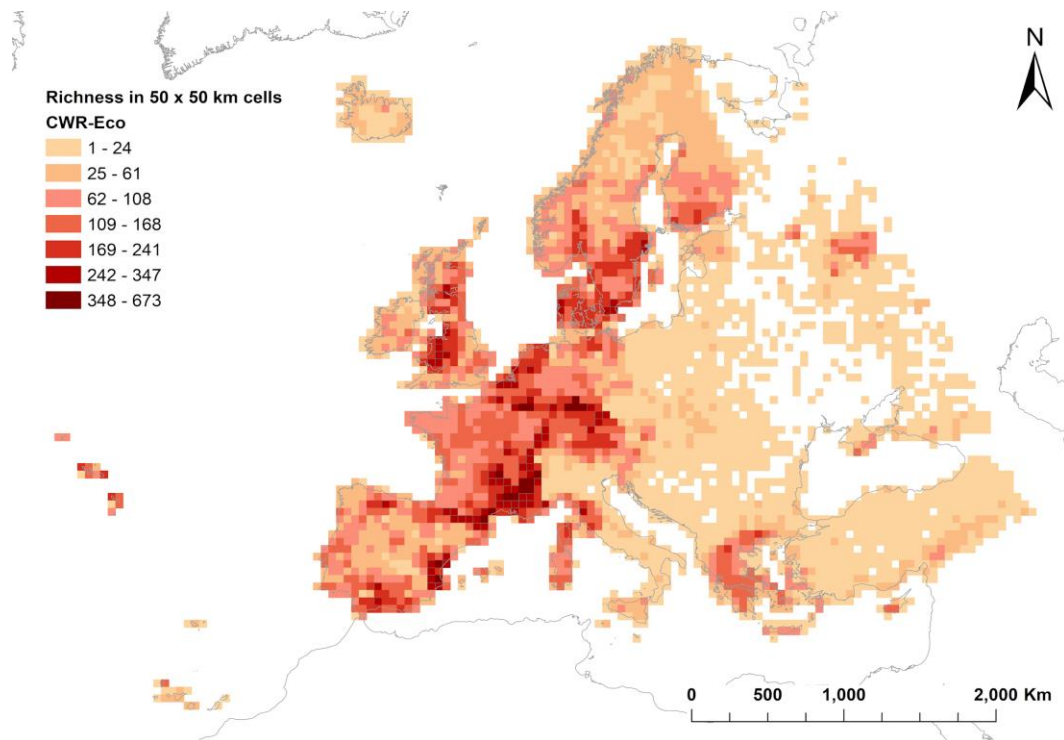 N
Richness in 50 x 50 km cells
CWR-Eco
1 - 24
25 - 61
62 - 108
109 - 168
169 - 241
242 - 347
348 - 673
0 500 1,000 2,000 Km